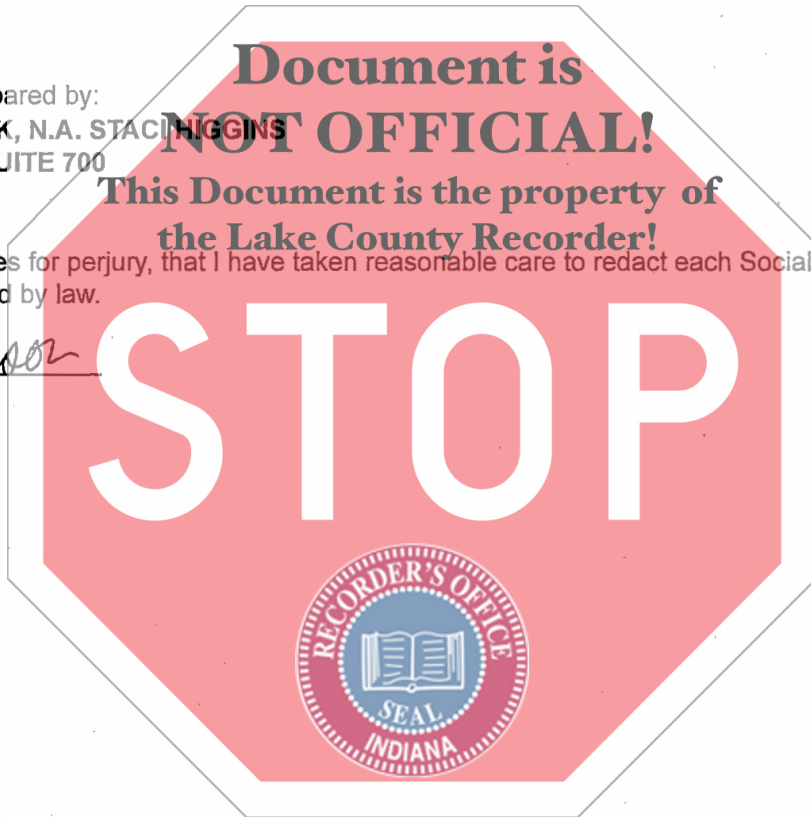 Document is
pared by:
K, N.A. STACI HIGGINS
NOT OFFICIAL!
UITE 700
This Document is the property of
the Lake County Recorder!
es for perjury, that I have taken reasonable care to redact each Social
d by law.
STOP
RECORDER'S OFFICE
SEAL
INDIANA